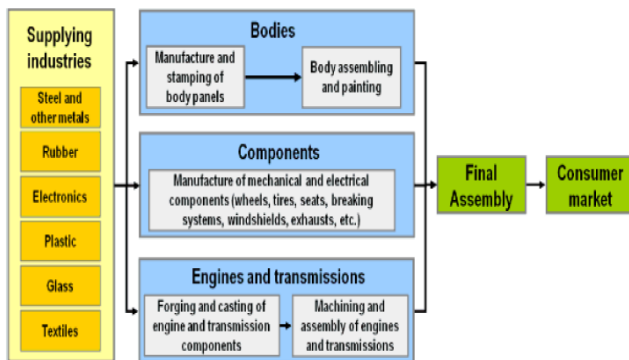 Supplying
industries
Steel and
other metals
Rubber
Electronics
Plastic
Glass
Textiles
Bodies
Manufacture and
stamping of
body panels
Body assembling
and painting
Components
Manufacture of mechanical and electrical
components (wheels, tires, seats, breaking
systems, windshields, exhausts, etc.)
Engines and transmissions
Forging and casting of
engine and transmission
components
Machining and
assembly of engines
and transmissions
Final
Assembly
Consumer
market